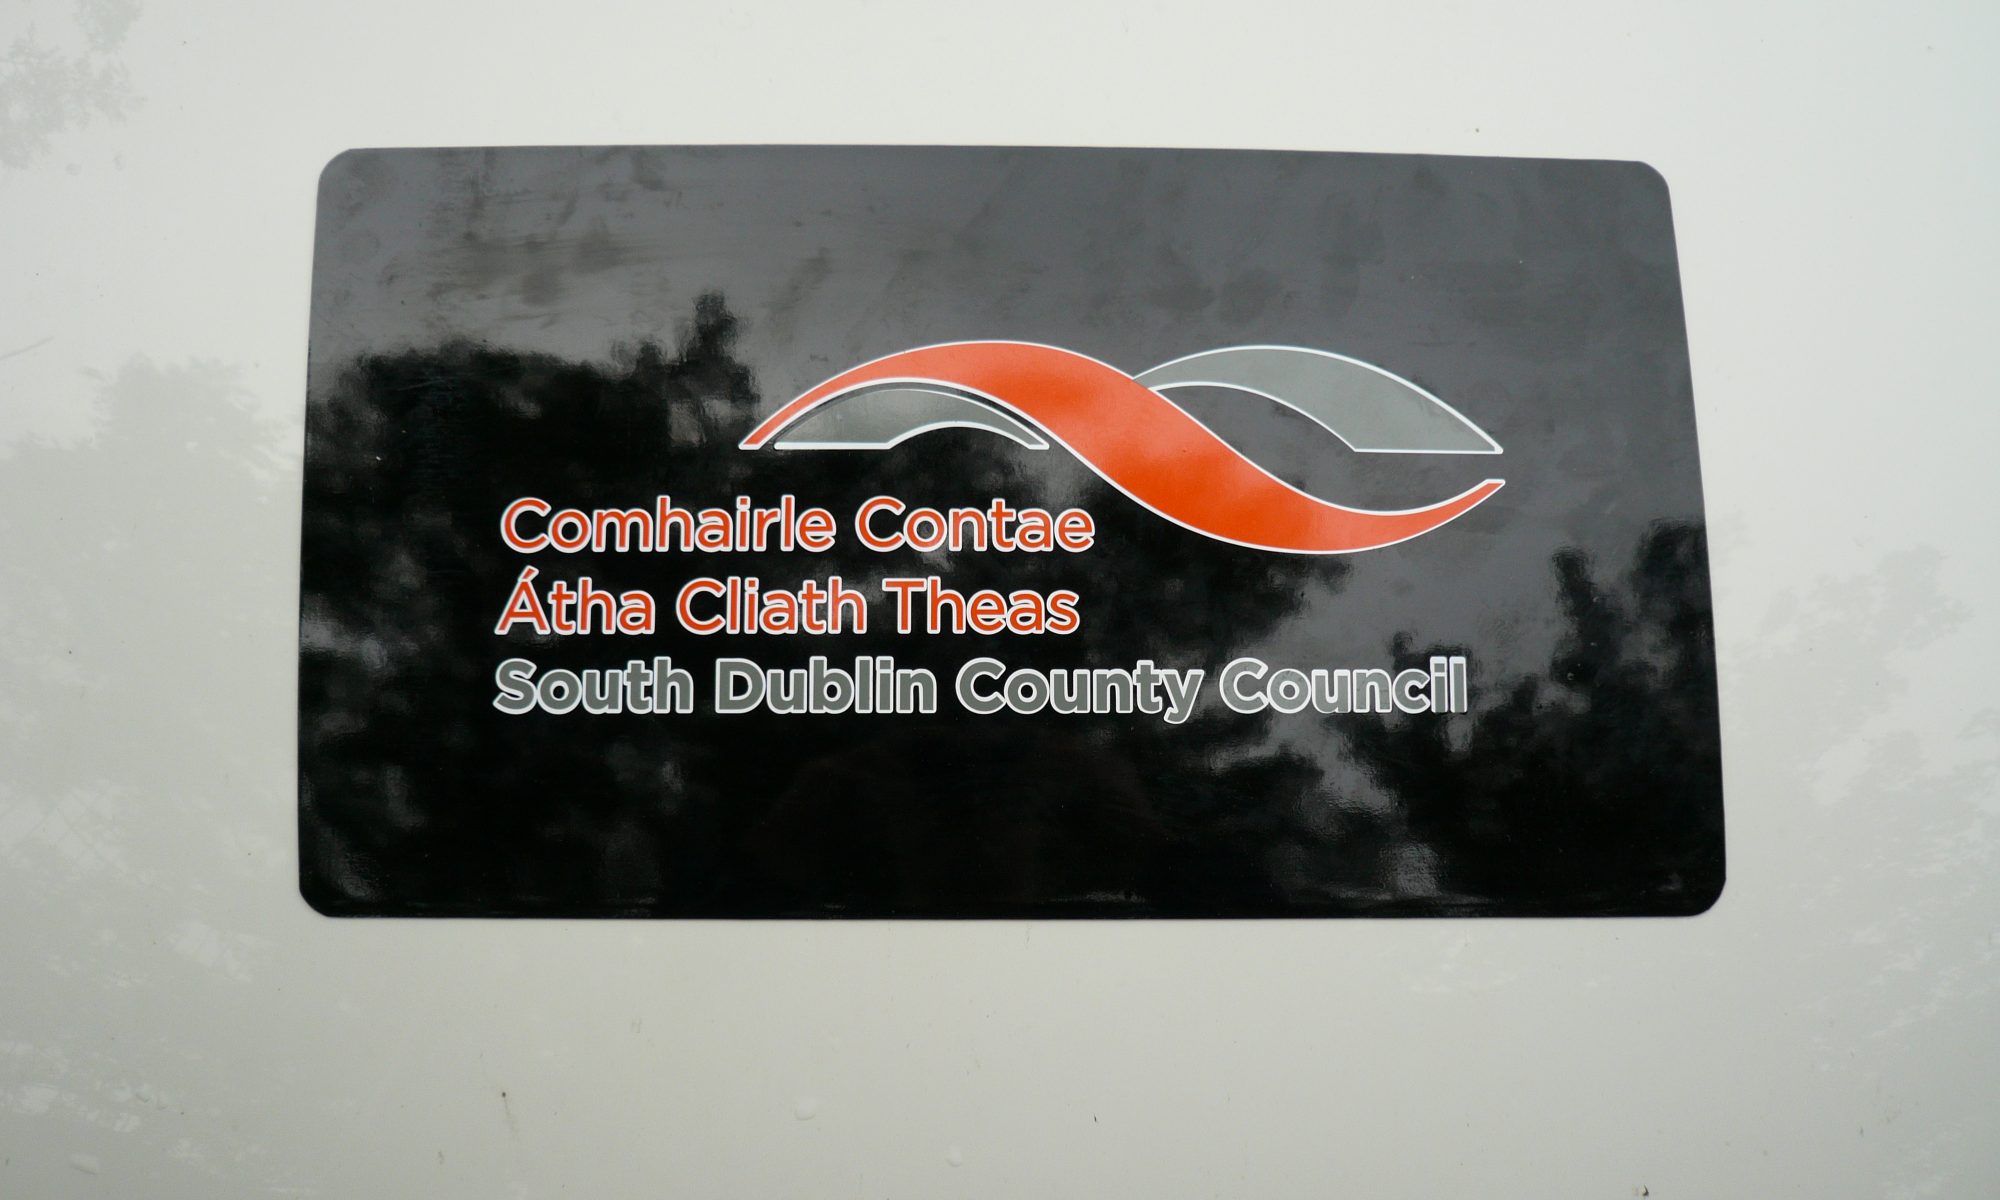 Comhairle Contae
Átha Cliath Theas
South Dublin County Council